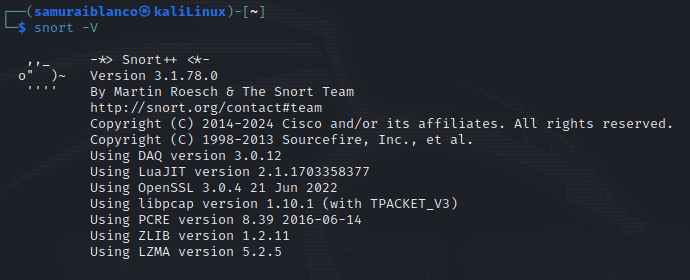 ┌──(samuraiblanco㉿kaliLinux)-[~]
└─$ snort -V
,,_ -*> Snort++ <*-
o" )~ Version 3.1.78.0
'''' By Martin Roesch & The Snort Team
http://snort.org/contact#team
Copyright (C) 2014-2024 Cisco and/or its affiliates. All rights reserved.
Copyright (C) 1998-2013 Sourcefire, Inc., et al.
Using DAQ version 3.0.12
Using LuaJIT version 2.1.1703358377
Using OpenSSL 3.0.4 21 Jun 2022
Using libpcap version 1.10.1 (with TPACKET_V3)
Using PCRE version 8.39 2016-06-14
Using ZLIB version 1.2.11
Using LZMA version 5.2.5